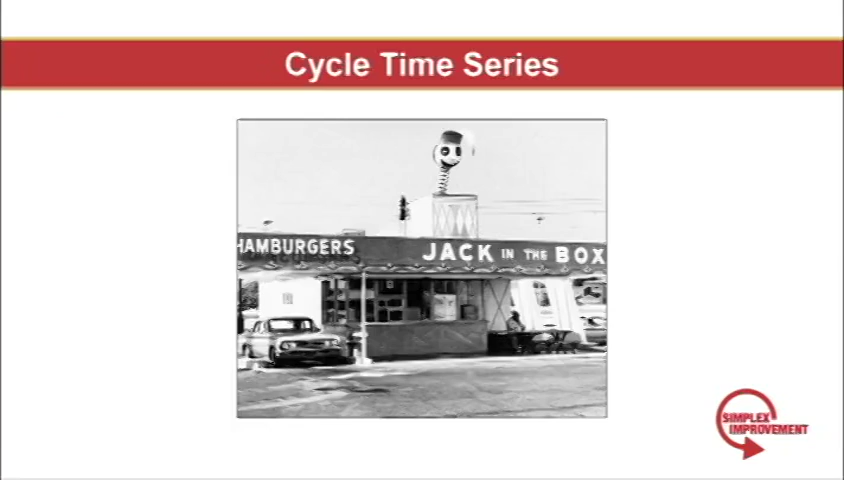 Cycle Time Series
HAMBURGERS
JACK IN THE BOX
SIMPLEX
IMPROVEMENT